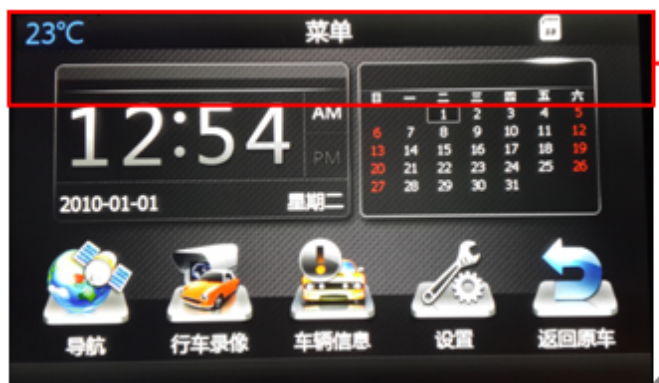 23°C 菜单
12:54 AM
PM
2010-01-01 星期二
日 一 二 三 四 五 六
1 2 3 4 5
6 7 8 9 10 11 12
13 14 15 16 17 18 19
20 21 22 23 24 25 26
27 28 29 30 31
导航 行车录像 车辆信息 设置 返回原车